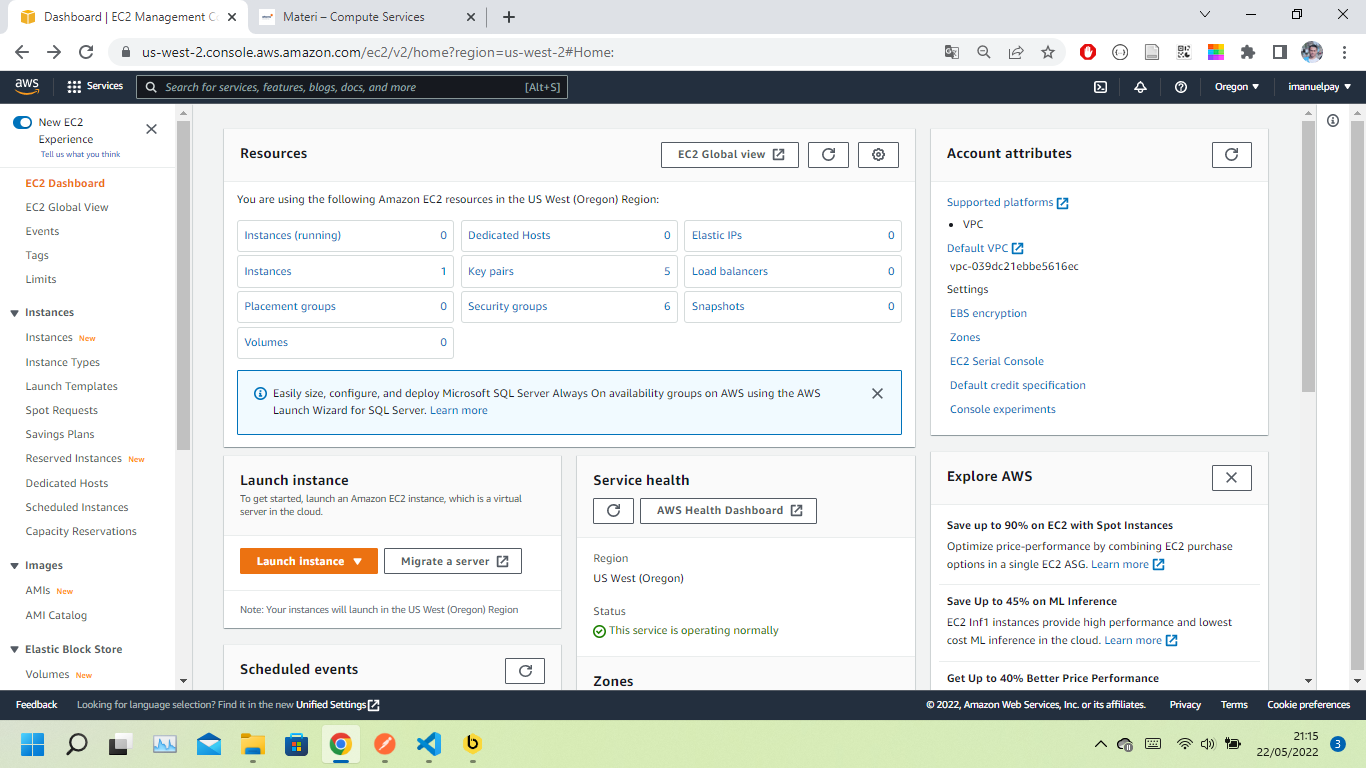 Dashboard | EC2 Management C
Materi – Compute Services
us-west-2.console.aws.amazon.com/ec2/v2/home?region=us-west-2#Home:
aws
Services
Search for services, features, blogs, docs, and more
[Alt+S]
Oregon
imanuelpay
New EC2
Experience
Tell us what you think
EC2 Dashboard
EC2 Global View
Events
Tags
Limits
Instances
Instances New
Instance Types
Launch Templates
Spot Requests
Savings Plans
Reserved Instances New
Dedicated Hosts
Scheduled Instances
Capacity Reservations
Images
AMIs New
AMI Catalog
Elastic Block Store
Volumes New
Resources
EC2 Global view
You are using the following Amazon EC2 resources in the US West (Oregon) Region:
Instances (running) 0
Dedicated Hosts 0
Elastic IPs 0
Instances 1
Key pairs 5
Load balancers 0
Placement groups 0
Security groups 6
Snapshots 0
Volumes 0
Easily size, configure, and deploy Microsoft SQL Server Always On availability groups on AWS using the AWS
Launch Wizard for SQL Server. Learn more
Launch instance
To get started, launch an Amazon EC2 instance, which is a virtual
server in the cloud.
Launch instance
Migrate a server
Note: Your instances will launch in the US West (Oregon) Region
Scheduled events
Service health
AWS Health Dashboard
Region
US West (Oregon)
Status
This service is operating normally
Zones
Account attributes
Supported platforms
• VPC
Default VPC
vpc-039dc21ebbe5616ec
Settings
EBS encryption
Zones
EC2 Serial Console
Default credit specification
Console experiments
Explore AWS
Save up to 90% on EC2 with Spot Instances
Optimize price-performance by combining EC2 purchase
options in a single EC2 ASG. Learn more
Save Up to 45% on ML Inference
EC2 Inf1 instances provide high performance and lowest
cost ML inference in the cloud. Learn more
Get Up to 40% Better Price Performance
Feedback
Looking for language selection? Find it in the new Unified Settings
© 2022, Amazon Web Services, Inc. or its affiliates.
Privacy
Terms
Cookie preferences
21:15
22/05/2022
3